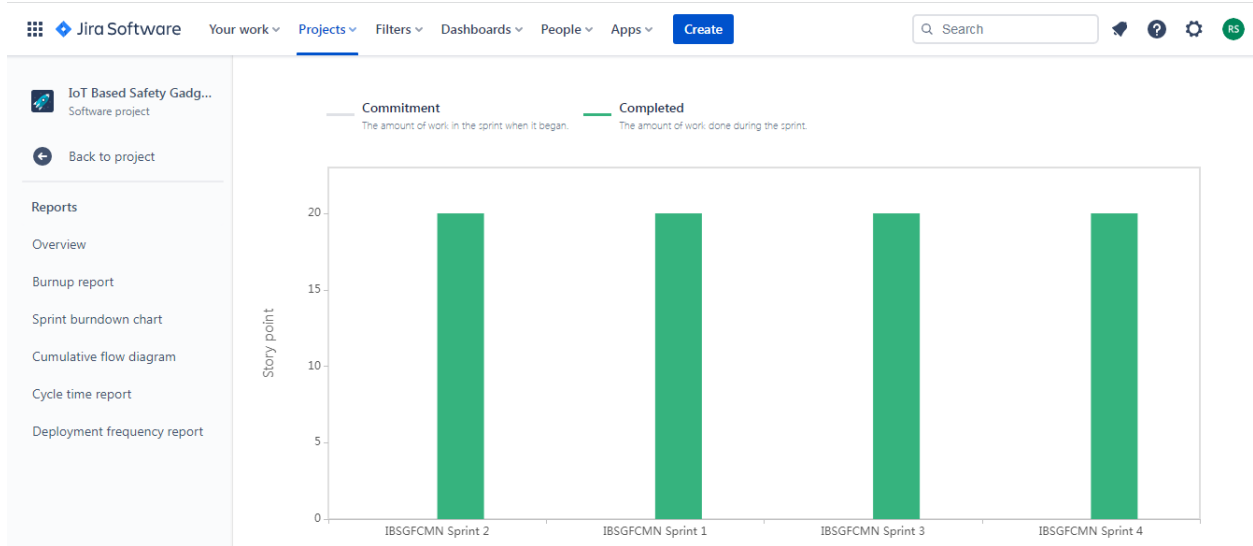 Jira Software Your work Projects Filters Dashboards People Apps Create Search RS
IoT Based Safety Gadg...
Software project
Back to project
Reports
Overview
Burnup report
Sprint burndown chart
Cumulative flow diagram
Cycle time report
Deployment frequency report
Commitment
The amount of work in the sprint when it began.
Completed
The amount of work done during the sprint.
Story point
20
15
10
5
0
IBSGFCMN Sprint 2 IBSGFCMN Sprint 1 IBSGFCMN Sprint 3 IBSGFCMN Sprint 4